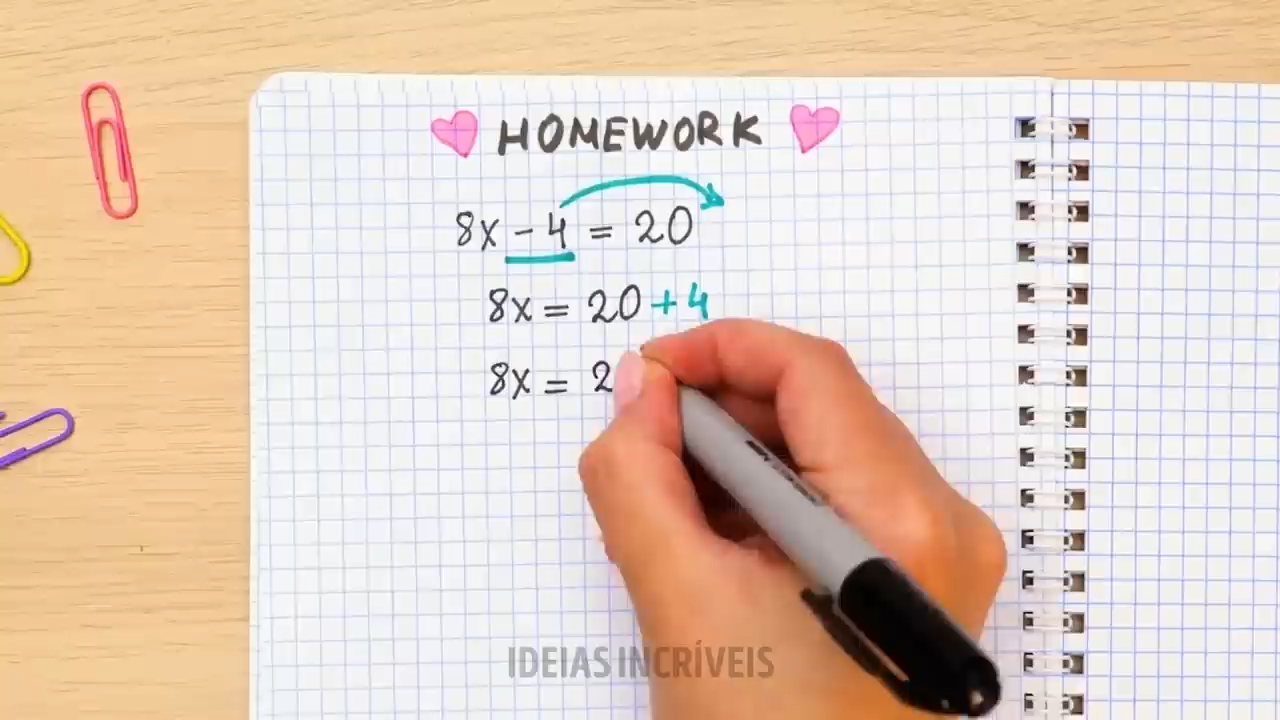 HOMEWORK
8x - 4 = 20
8x = 20 + 4
8x = 2
IDEIAS INCRÍVEIS